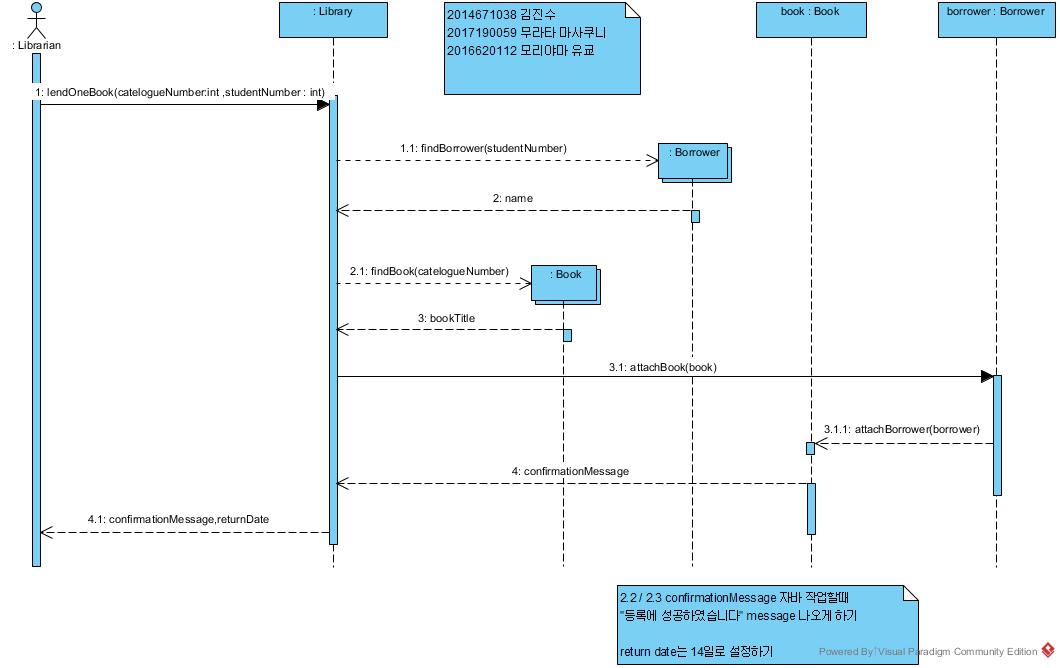 : Library
2014671038 김진수
2017190059 무라타 마사쿠니
2016620112 모리야마 유쿄
book : Book
borrower : Borrower
: Librarian
1: lendOneBook(catelogueNumber:int ,studentNumber : int)
1.1: findBorrower(studentNumber)
: Borrower
2: name
2.1: findBook(catelogueNumber)
: Book
3: bookTitle
3.1: attachBook(book)
3.1.1: attachBorrower(borrower)
4: confirmationMessage
4.1: confirmationMessage,returnDate
2.2 / 2.3 confirmationMessage 자바 작업할때
"등록에 성공하였습니다" message 나오게 하기
return date는 14일로 설정하기
Powered By Visual Paradigm Community Edition